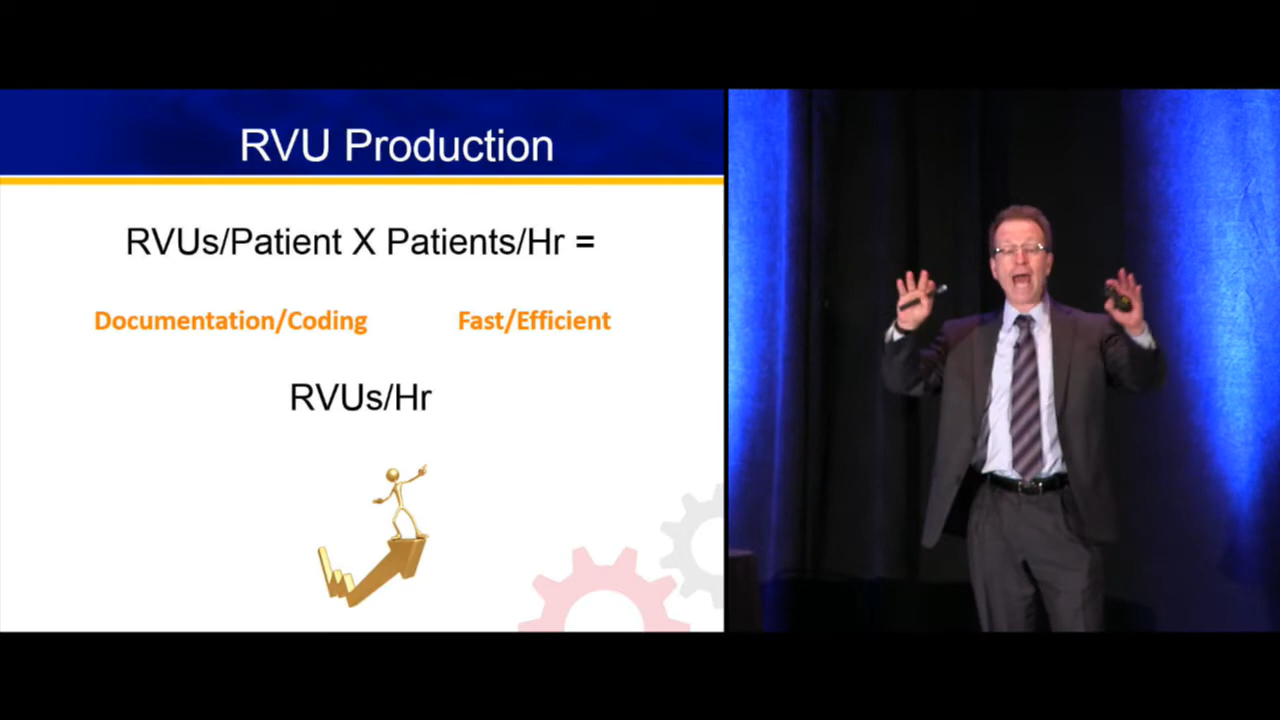 RVU Production
RVUs/Patient X Patients/Hr =
Documentation/Coding Fast/Efficient
RVUs/Hr